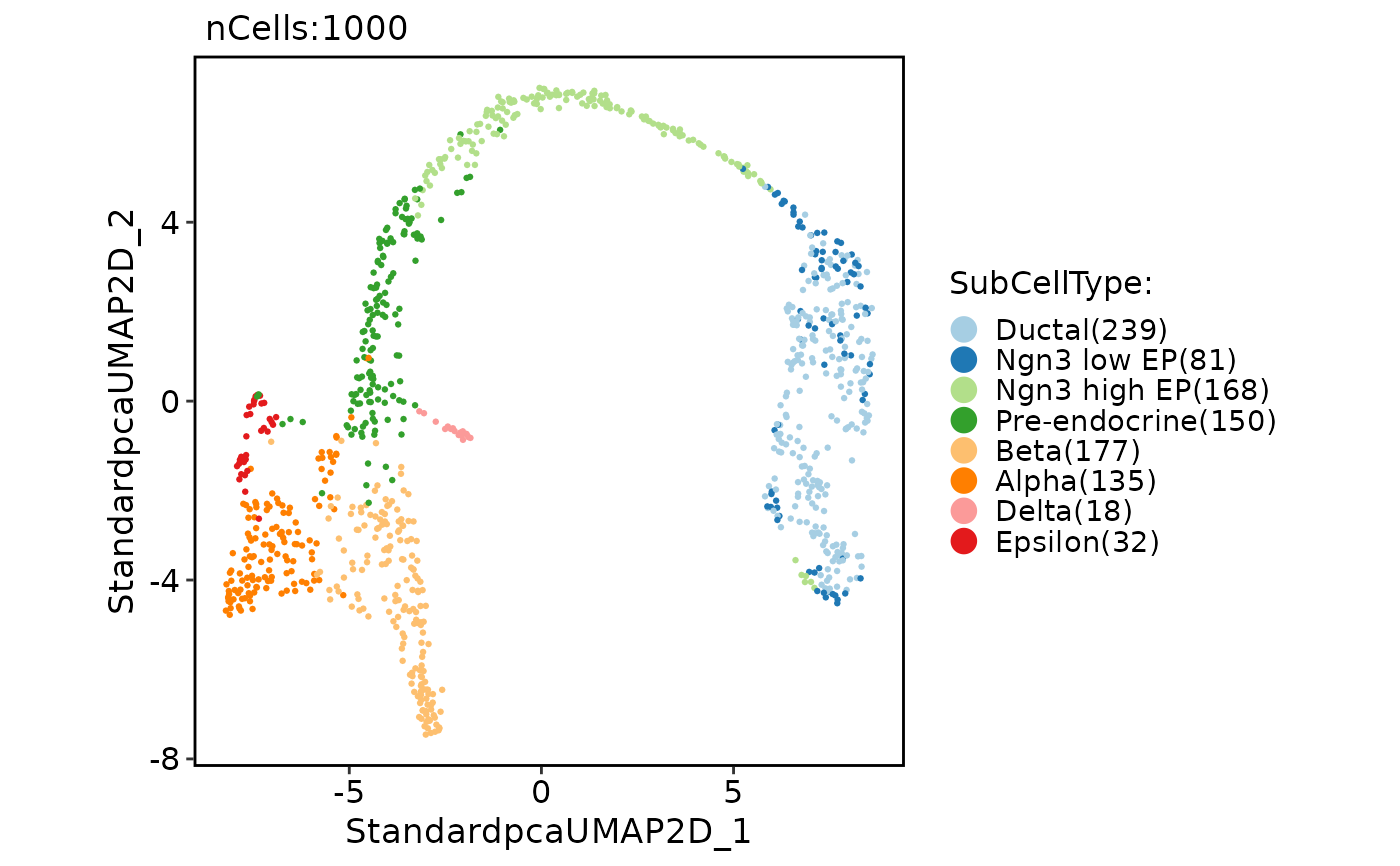 nCells:1000
StandardpcaUMAP2D_2
4
0
-4
-8
-5
0
5
StandardpcaUMAP2D_1
SubCellType:
Ductal(239)
Ngn3 low EP(81)
Ngn3 high EP(168)
Pre-endocrine(150)
Beta(177)
Alpha(135)
Delta(18)
Epsilon(32)